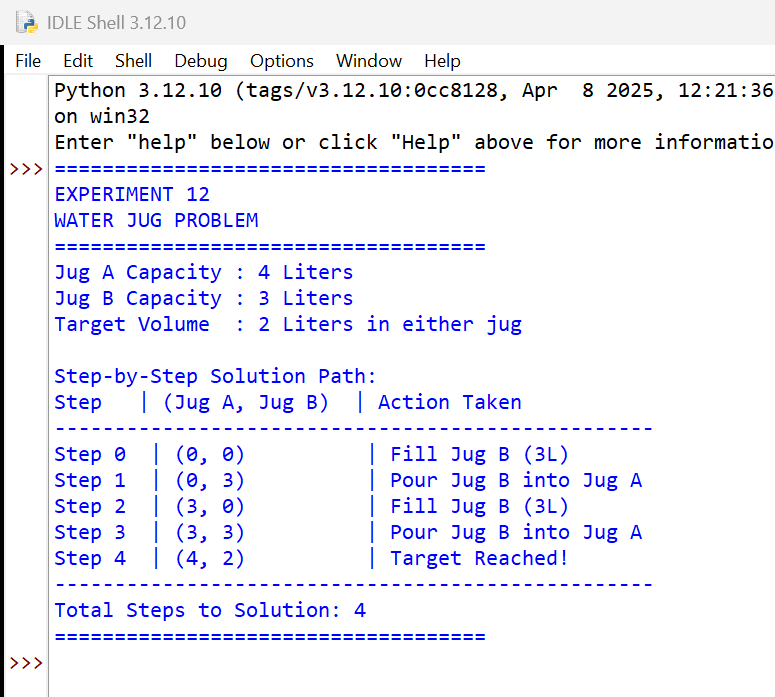 IDLE Shell 3.12.10
File Edit Shell Debug Options Window Help
Python 3.12.10 (tags/v3.12.10:0cc8128, Apr  8 2025, 12:21:36
on win32
Enter "help" below or click "Help" above for more informatio
>>> ====================================
EXPERIMENT 12
WATER JUG PROBLEM
====================================
Jug A Capacity : 4 Liters
Jug B Capacity : 3 Liters
Target Volume  : 2 Liters in either jug

Step-by-Step Solution Path:
Step   | (Jug A, Jug B)  | Action Taken
--------------------------------------------------
Step 0  | (0, 0)          | Fill Jug B (3L)
Step 1  | (0, 3)          | Pour Jug B into Jug A
Step 2  | (3, 0)          | Fill Jug B (3L)
Step 3  | (3, 3)          | Pour Jug B into Jug A
Step 4  | (4, 2)          | Target Reached!
--------------------------------------------------
Total Steps to Solution: 4
====================================
>>>